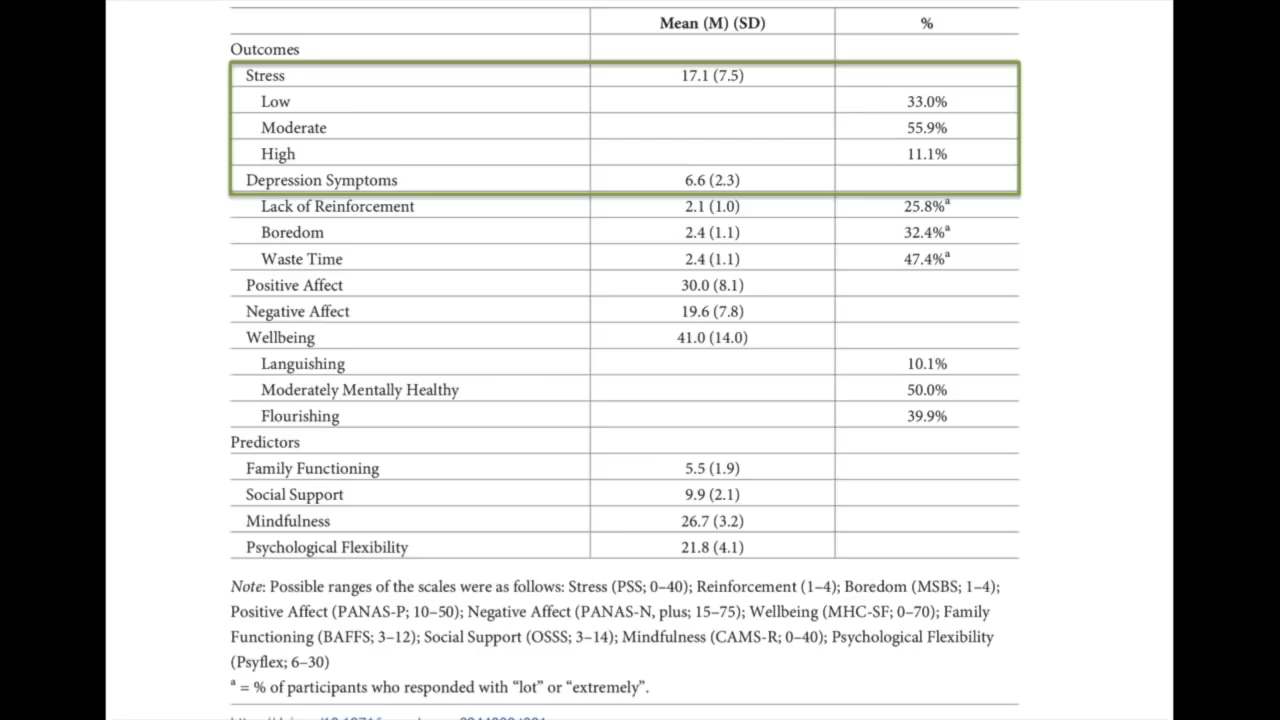 Mean (M) (SD) %
Outcomes
Stress 17.1 (7.5)
Low 33.0%
Moderate 55.9%
High 11.1%
Depression Symptoms 6.6 (2.3)
Lack of Reinforcement 2.1 (1.0) 25.8%a
Boredom 2.4 (1.1) 32.4%a
Waste Time 2.4 (1.1) 47.4%a
Positive Affect 30.0 (8.1)
Negative Affect 19.6 (7.8)
Wellbeing 41.0 (14.0)
Languishing 10.1%
Moderately Mentally Healthy 50.0%
Flourishing 39.9%
Predictors
Family Functioning 5.5 (1.9)
Social Support 9.9 (2.1)
Mindfulness 26.7 (3.2)
Psychological Flexibility 21.8 (4.1)
Note: Possible ranges of the scales were as follows: Stress (PSS; 0–40); Reinforcement (1–4); Boredom (MSBS; 1–4);
Positive Affect (PANAS-P; 10–50); Negative Affect (PANAS-N, plus; 15–75); Wellbeing (MHC-SF; 0–70); Family
Functioning (BAFFS; 3–12); Social Support (OSSS; 3–14); Mindfulness (CAMS-R; 0–40); Psychological Flexibility
(Psyflex; 6–30)
a = % of participants who responded with “lot” or “extremely”.